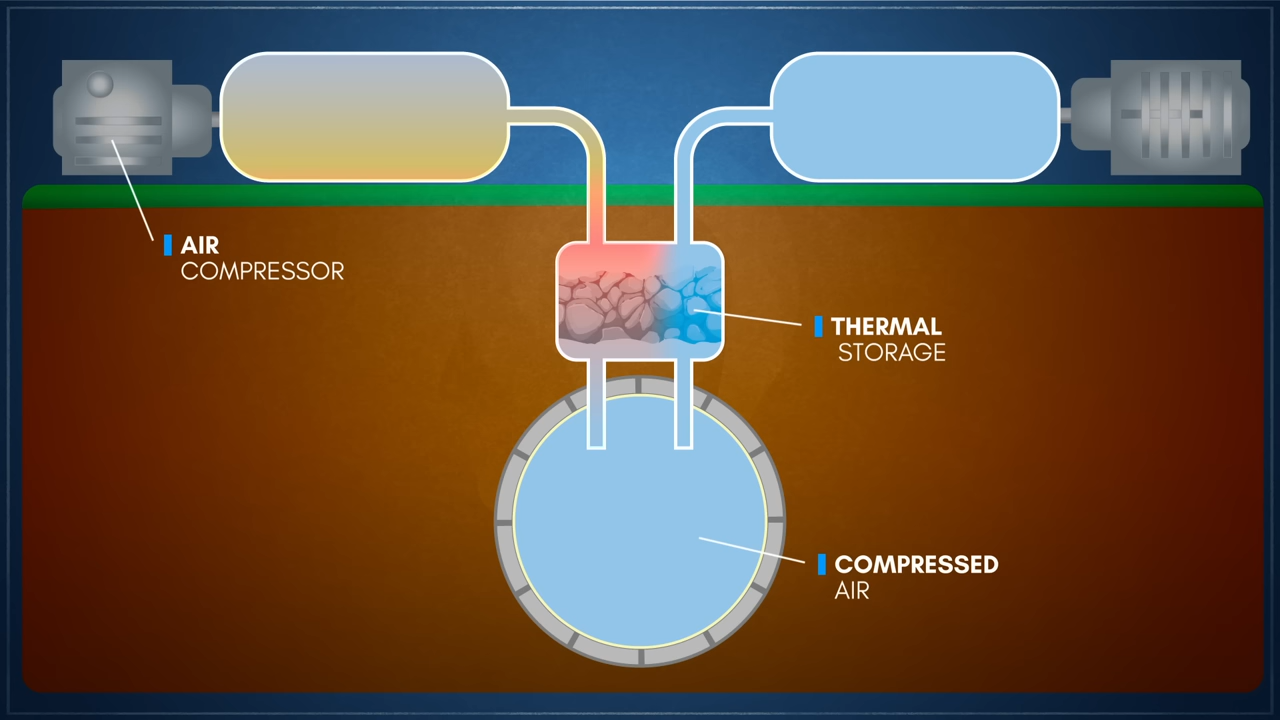 AIR
COMPRESSOR
THERMAL
STORAGE
COMPRESSED
AIR